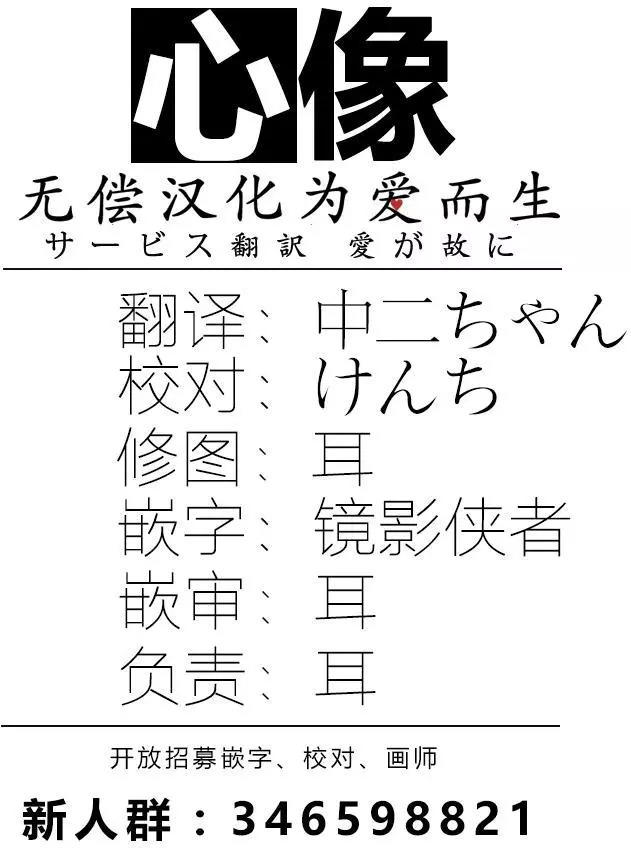 心像
无偿汉化为爱而生
サービス翻訳 愛が故に
翻译：中二ちゃん
校对：けんち
修图：耳
嵌字：镜影侠者
嵌审：耳
负责：耳
开放招募嵌字、校对、画师
新人群：346598821